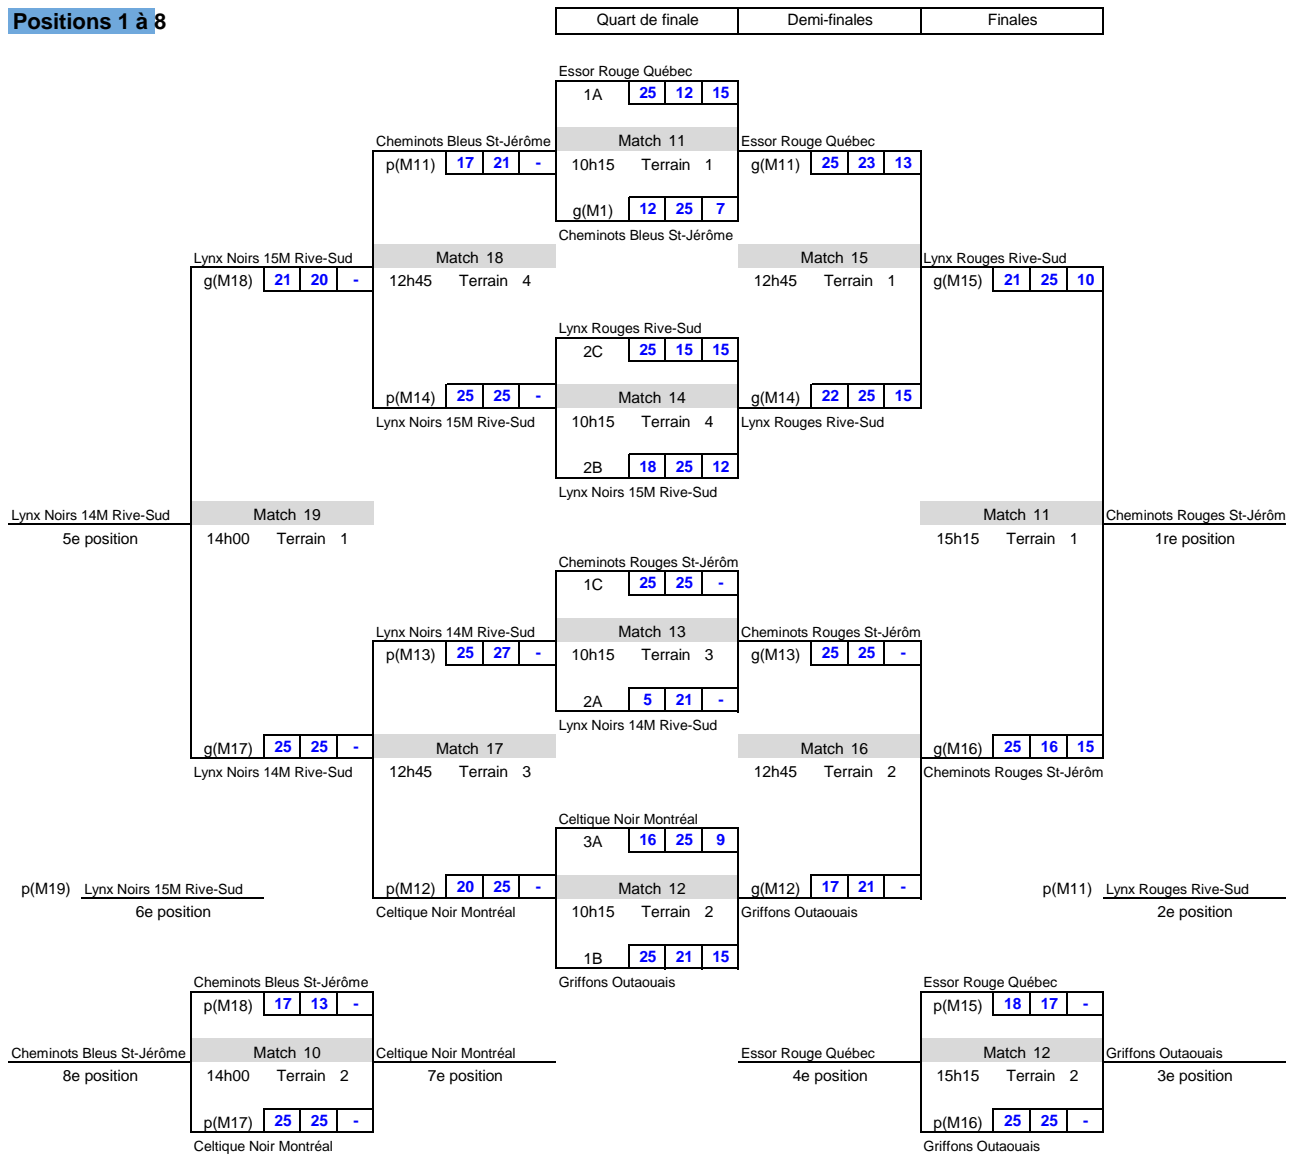 Positions 1 à 8
Quart de finale Demi-finales Finales
Essor Rouge Québec
1A 25 12 15
Cheminots Bleus St-Jérôme Match 11 Essor Rouge Québec
p(M11) 17 21 - 10h15 Terrain 1 g(M11) 25 23 13
g(M1) 12 25 7
Cheminots Bleus St-Jérôme
Lynx Noirs 15M Rive-Sud Match 18 Match 15 Lynx Rouges Rive-Sud
g(M18) 21 20 - 12h45 Terrain 4 12h45 Terrain 1 g(M15) 21 25 10
Lynx Rouges Rive-Sud
2C 25 15 15
p(M14) 25 25 - Match 14 g(M14) 22 25 15
Lynx Noirs 15M Rive-Sud 10h15 Terrain 4 Lynx Rouges Rive-Sud
2B 18 25 12
Lynx Noirs 15M Rive-Sud
Lynx Noirs 14M Rive-Sud Match 19 Match 11 Cheminots Rouges St-Jérôm
5e position 14h00 Terrain 1 15h15 Terrain 1 1re position
Cheminots Rouges St-Jérôm
1C 25 25 -
Lynx Noirs 14M Rive-Sud Match 13 Cheminots Rouges St-Jérôm
p(M13) 25 27 - 10h15 Terrain 3 g(M13) 25 25 -
2A 5 21 -
Lynx Noirs 14M Rive-Sud
g(M17) 25 25 - Match 17 Match 16 g(M16) 25 16 15
Lynx Noirs 14M Rive-Sud 12h45 Terrain 3 12h45 Terrain 2 Cheminots Rouges St-Jérôm
Celtique Noir Montréal
3A 16 25 9
p(M19) Lynx Noirs 15M Rive-Sud p(M12) 20 25 - Match 12 g(M12) 17 21 - p(M11) Lynx Rouges Rive-Sud
6e position Celtique Noir Montréal 10h15 Terrain 2 Griffons Outaouais 2e position
1B 25 21 15
Cheminots Bleus St-Jérôme Griffons Outaouais Essor Rouge Québec
p(M18) 17 13 - p(M15) 18 17 -
Cheminots Bleus St-Jérôme Match 10 Celtique Noir Montréal Essor Rouge Québec Match 12 Griffons Outaouais
8e position 14h00 Terrain 2 7e position 4e position 15h15 Terrain 2 3e position
p(M17) 25 25 - p(M16) 25 25 -
Celtique Noir Montréal Griffons Outaouais